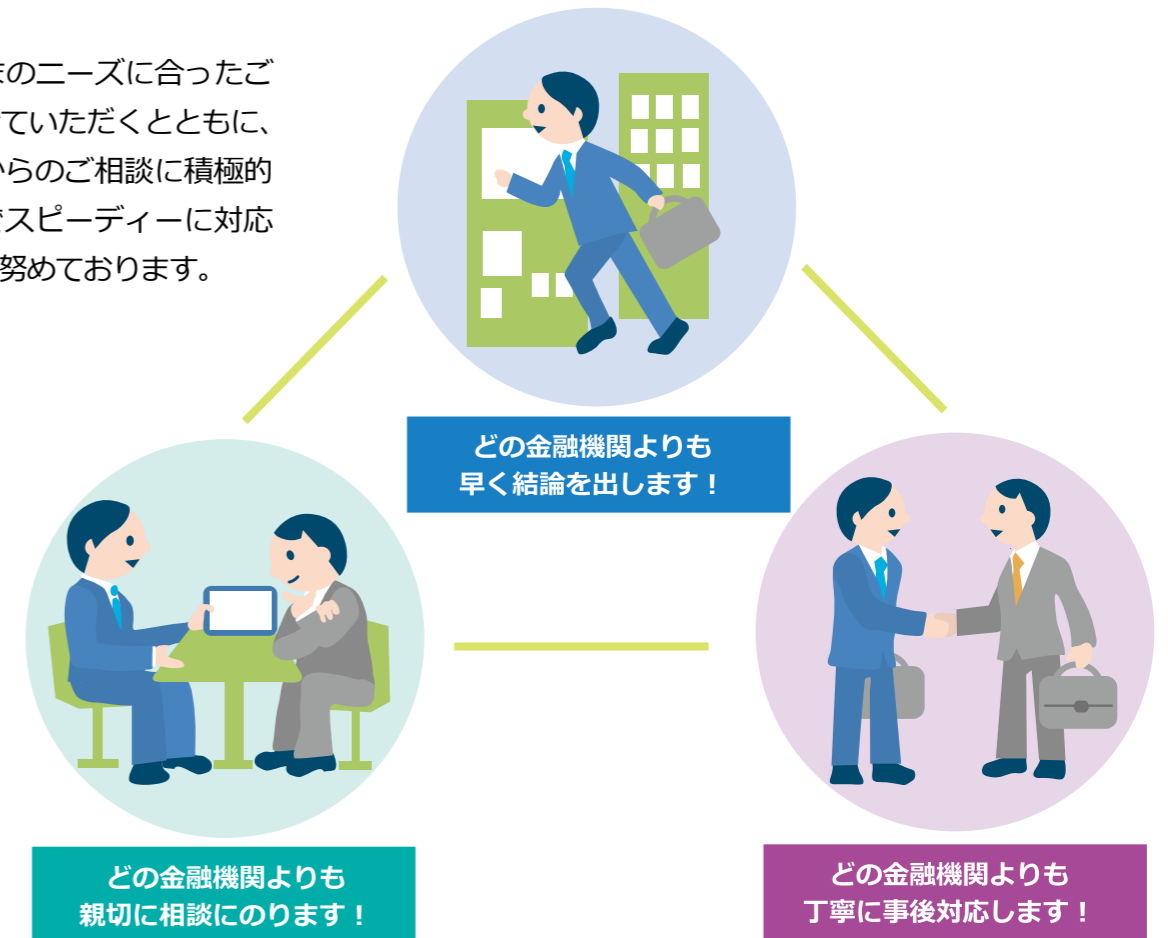 のニーズに合ったご
ていただくとともに、
からのご相談に積極的
スピーディーに対応
努めております。
どの金融機関よりも
早く結論を出します！
どの金融機関よりも
親切に相談にのります！
どの金融機関よりも
丁寧に事後対応します！